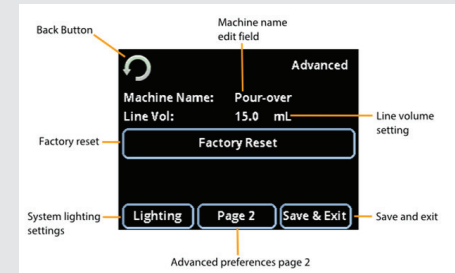 Machine name
edit field
Back Button
Advanced
Machine Name: Pour-over
Line Vol: 15.0 mL
Line volume
setting
Factory reset
Factory Reset
System lighting
settings
Lighting
Page 2
Save & Exit
Save and exit
Advanced preferences page 2